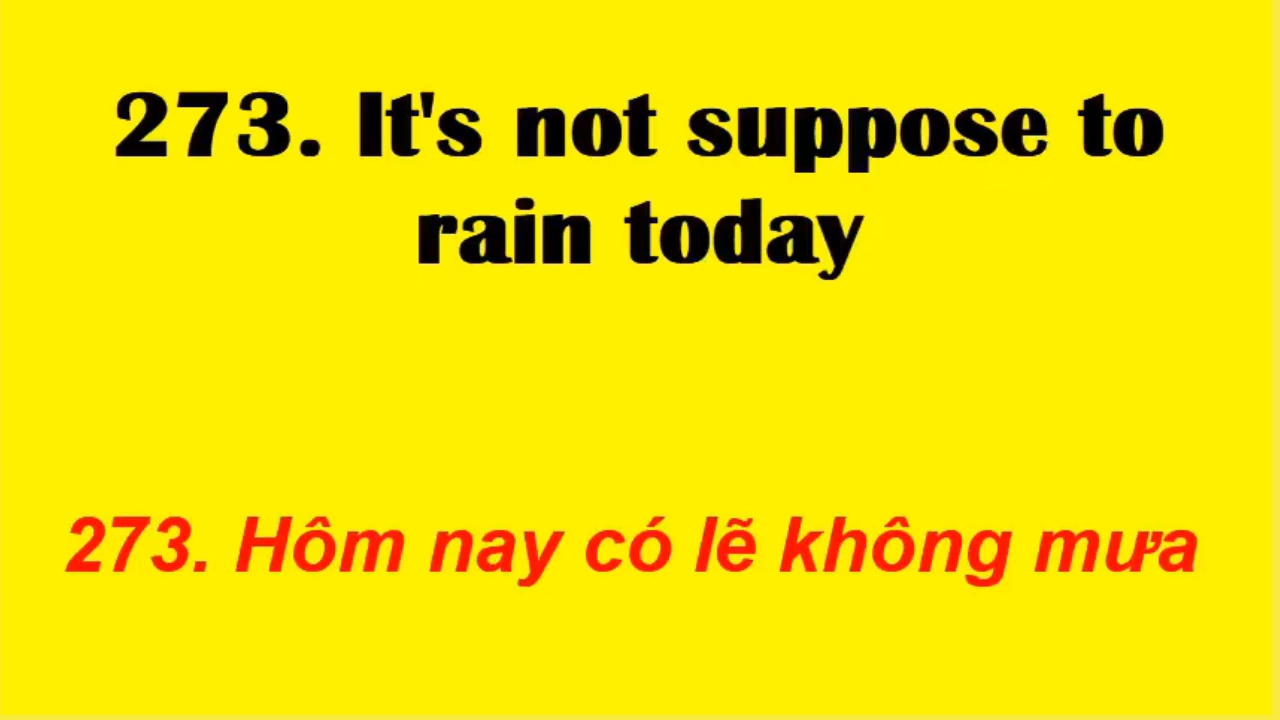 273. It's not suppose to
rain today
273. Hôm nay có lẽ không mưa